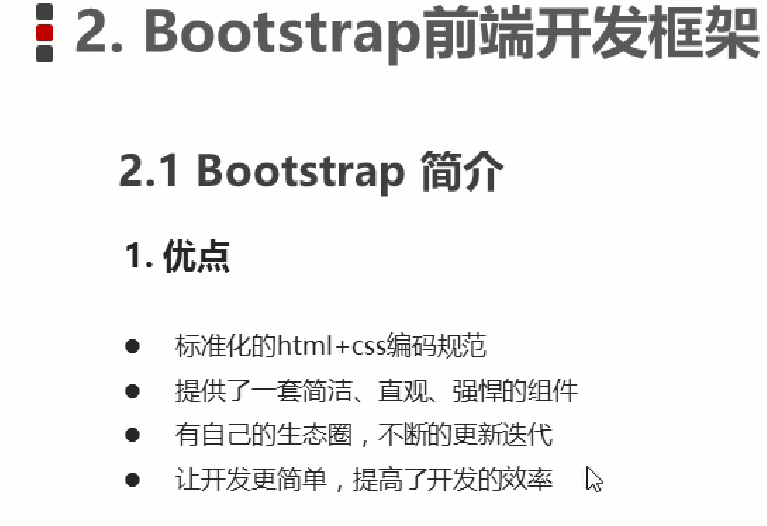 2. Bootstrap前端开发框架
2.1 Bootstrap 简介
1. 优点
● 标准化的html+css编码规范
● 提供了一套简洁、直观、强悍的组件
● 有自己的生态圈，不断的更新迭代
● 让开发更简单，提高了开发的效率